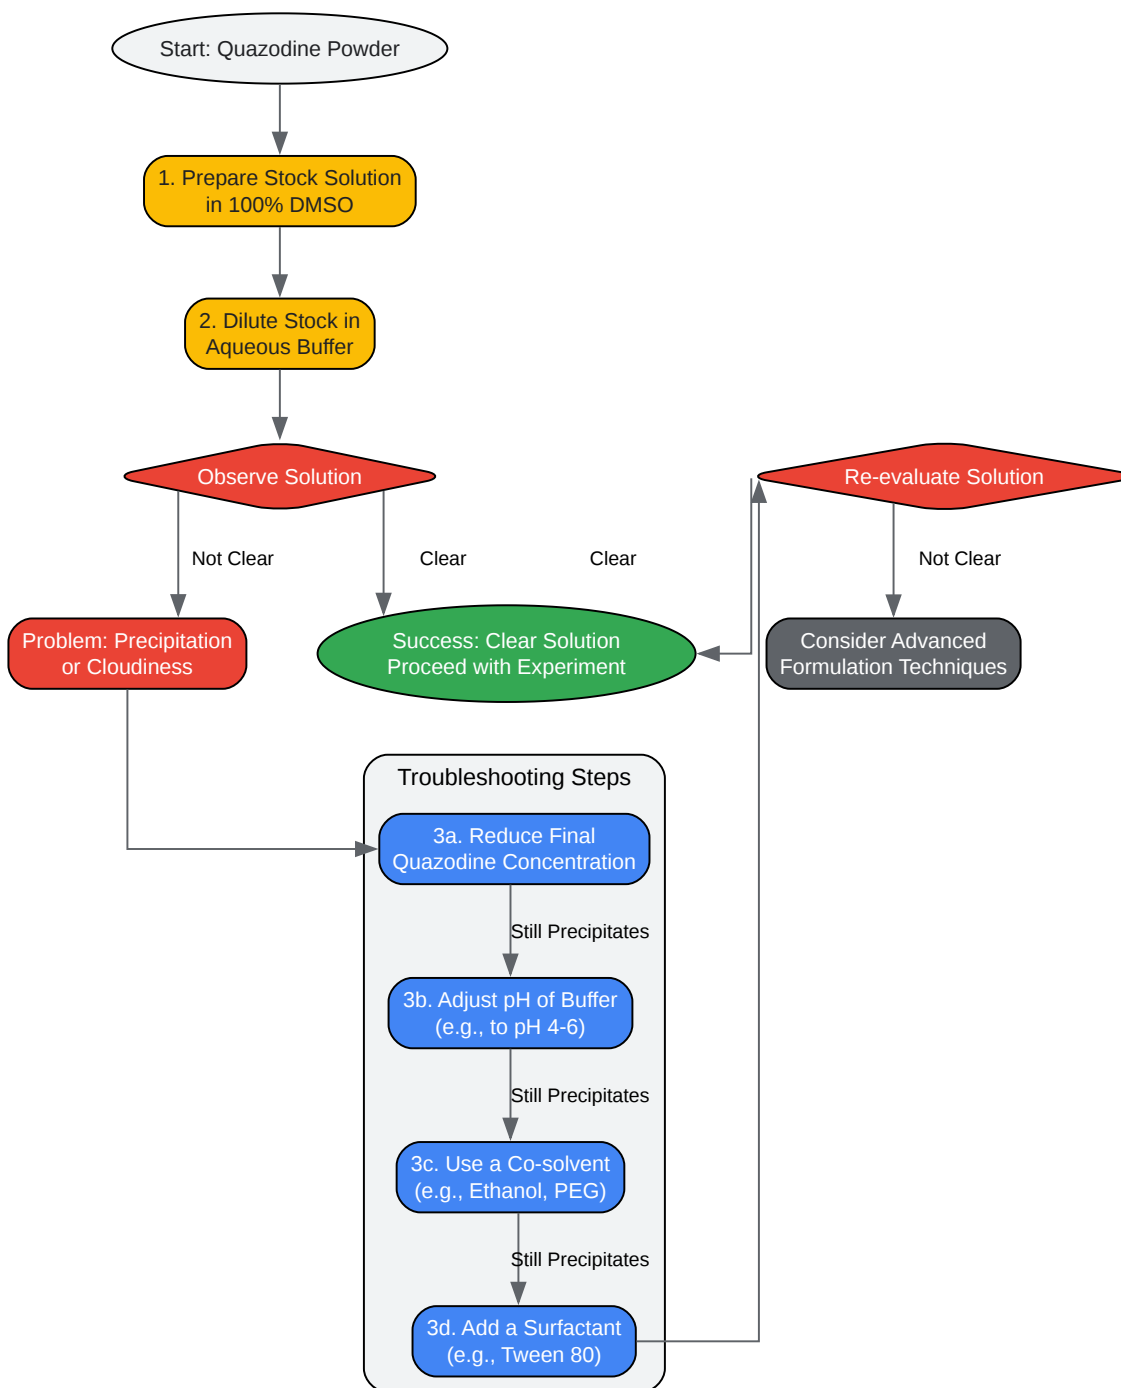 Start: Quazodine Powder
1. Prepare Stock Solution
in 100% DMSO
2. Dilute Stock in
Aqueous Buffer
Observe Solution
Re-evaluate Solution
Not Clear
Clear
Clear
Not Clear
Problem: Precipitation
or Cloudiness
Success: Clear Solution
Proceed with Experiment
Consider Advanced
Formulation Techniques
Troubleshooting Steps
3a. Reduce Final
Quazodine Concentration
Still Precipitates
3b. Adjust pH of Buffer
(e.g., to pH 4-6)
Still Precipitates
3c. Use a Co-solvent
(e.g., Ethanol, PEG)
Still Precipitates
3d. Add a Surfactant
(e.g., Tween 80)